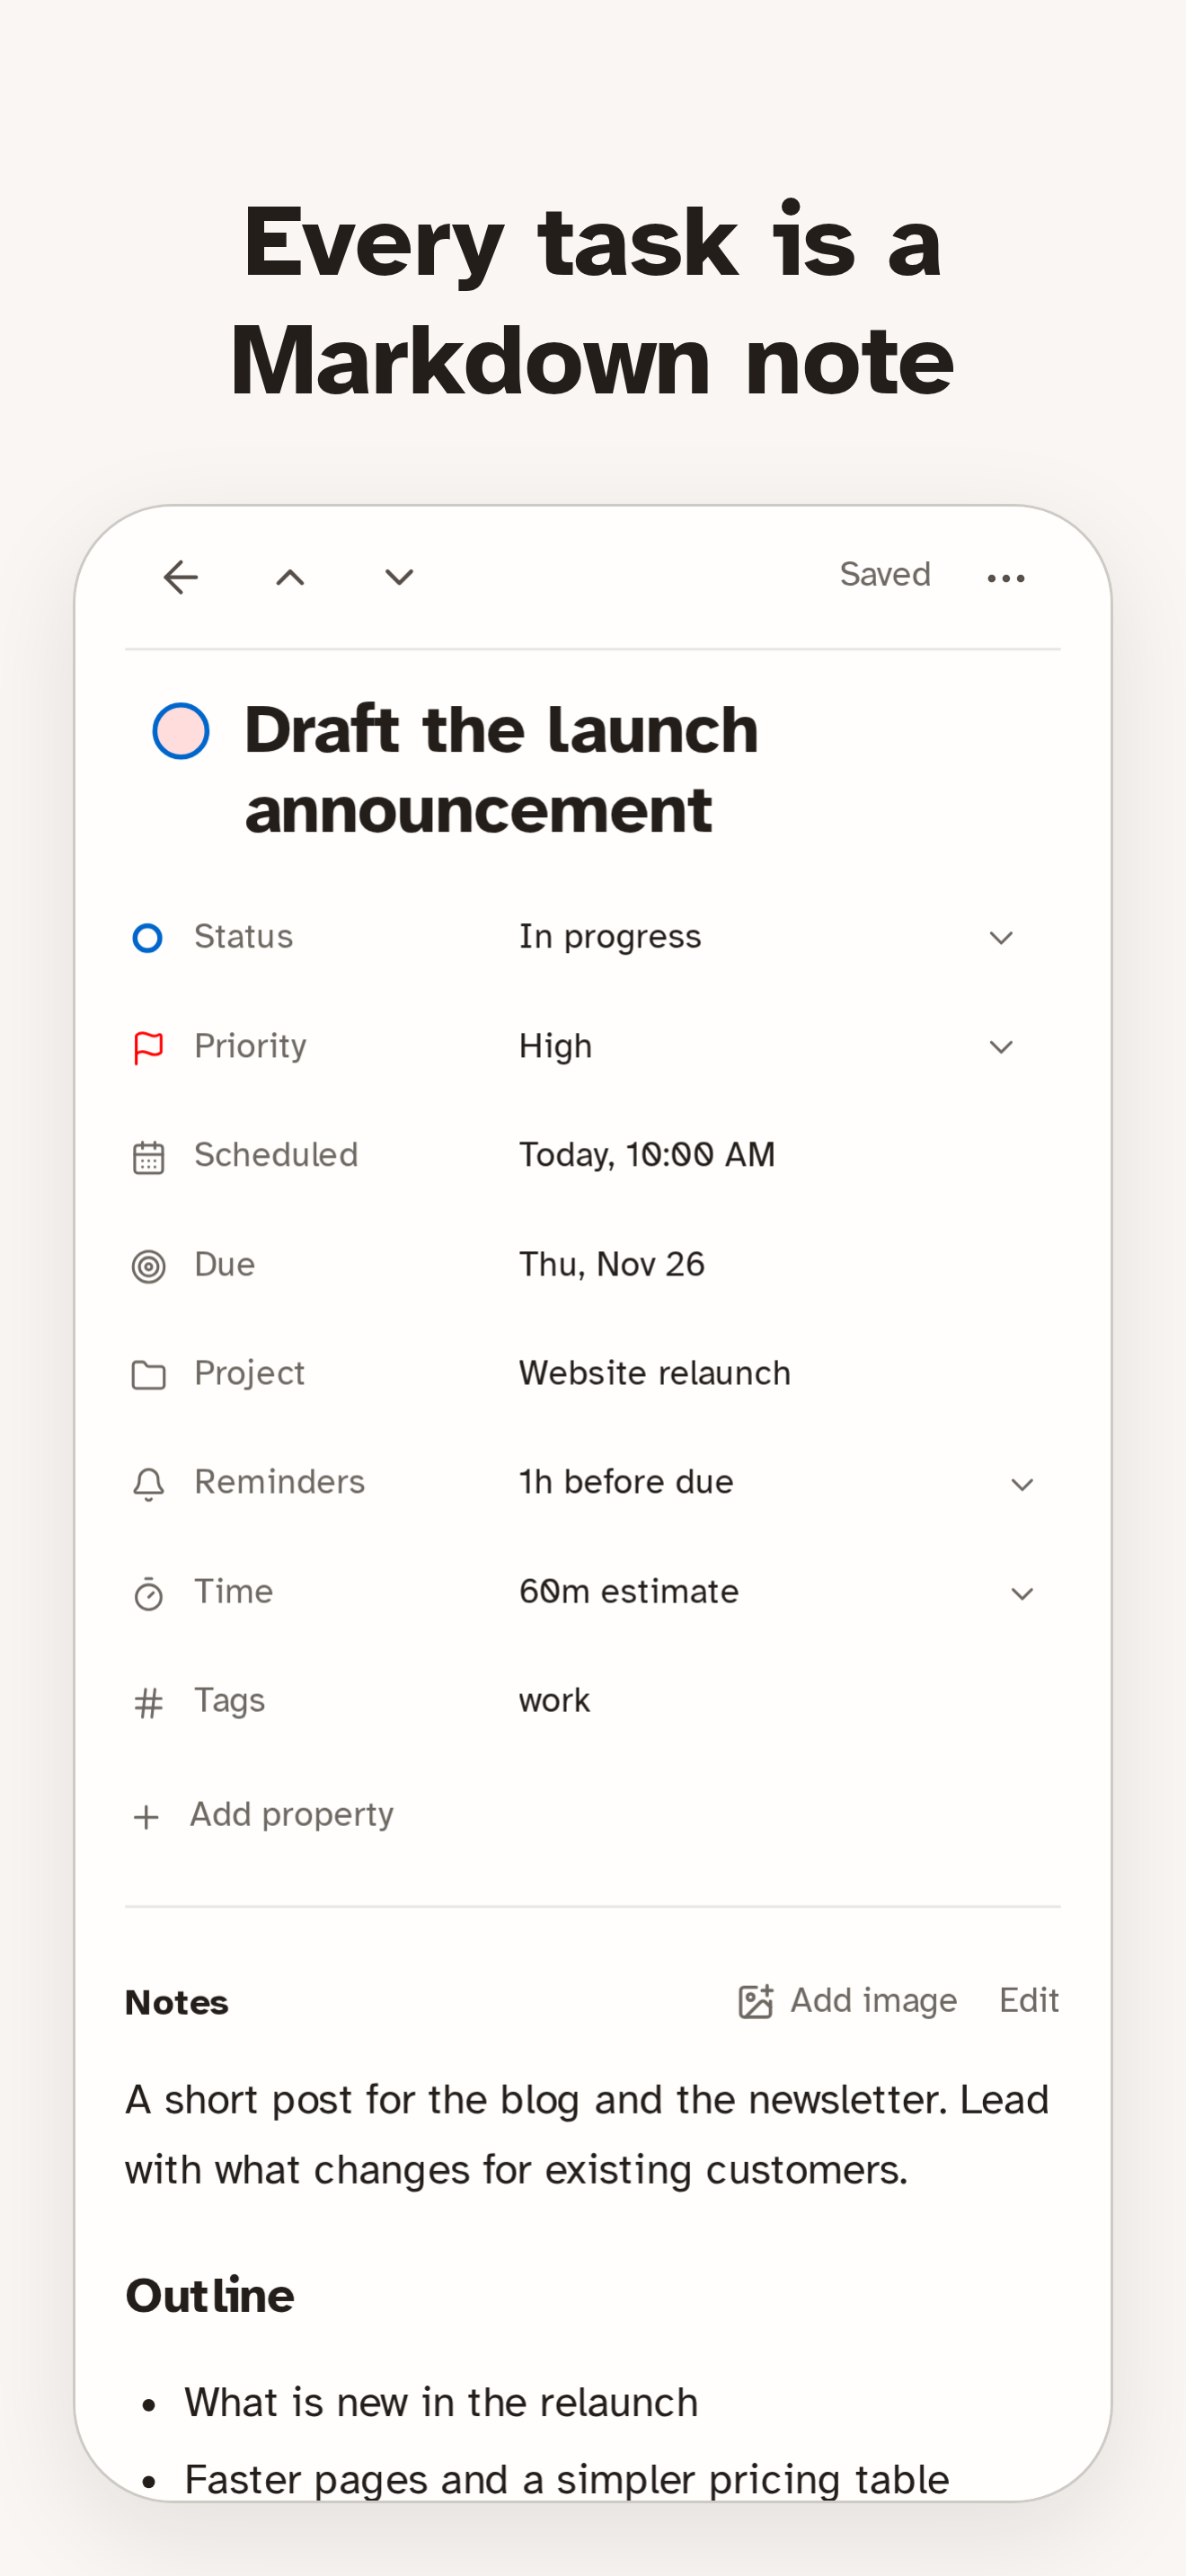 Every task is a
Markdown note
Saved
Draft the launch
announcement
Status In progress
Priority High
Scheduled Today, 10:00 AM
Due Thu, Nov 26
Project Website relaunch
Reminders 1h before due
Time 60m estimate
Tags work
Add property
Notes Add image Edit
A short post for the blog and the newsletter. Lead
with what changes for existing customers.
Outline
• What is new in the relaunch
• Faster pages and a simpler pricing table